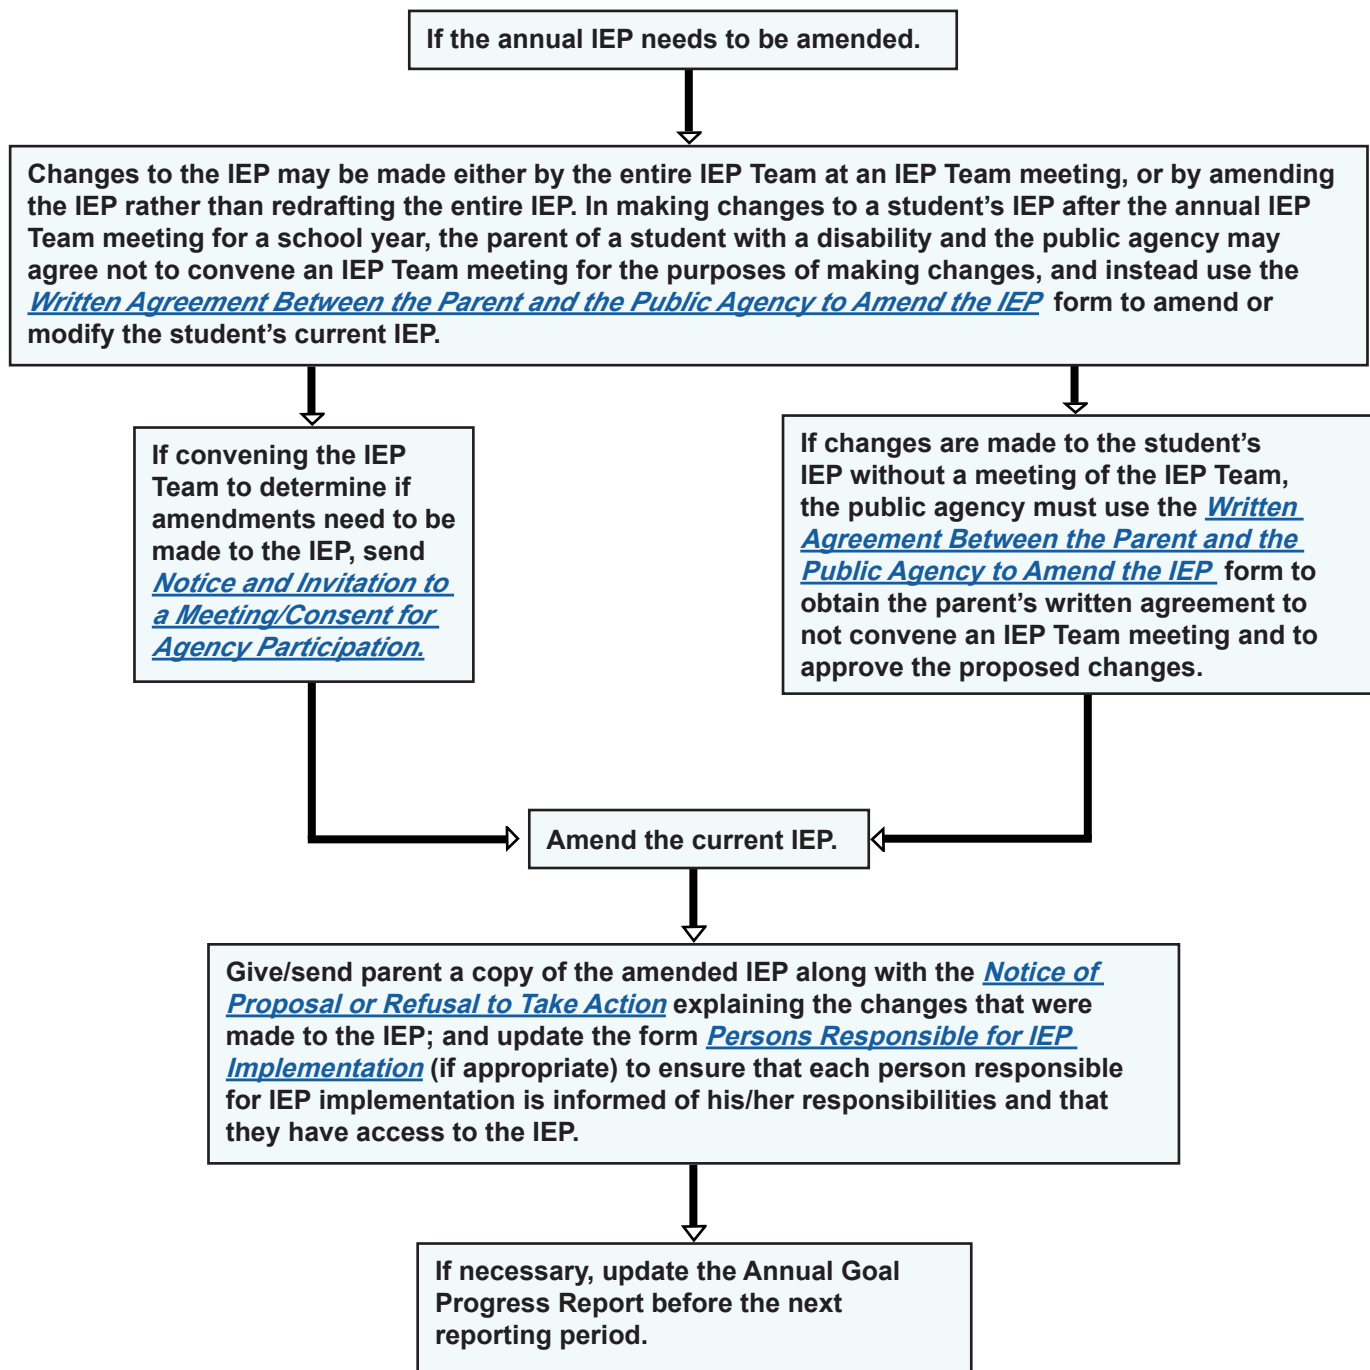 If the annual IEP needs to be amended.
Changes to the IEP may be made either by the entire IEP Team at an IEP Team meeting, or by amending
the IEP rather than redrafting the entire IEP. In making changes to a student’s IEP after the annual IEP
Team meeting for a school year, the parent of a student with a disability and the public agency may
agree not to convene an IEP Team meeting for the purposes of making changes, and instead use the
Written Agreement Between the Parent and the Public Agency to Amend the IEP form to amend or
modify the student’s current IEP.
If convening the IEP
Team to determine if
amendments need to be
made to the IEP, send
Notice and Invitation to
a Meeting/Consent for
Agency Participation.
If changes are made to the student’s
IEP without a meeting of the IEP Team,
the public agency must use the Written
Agreement Between the Parent and the
Public Agency to Amend the IEP form to
obtain the parent’s written agreement to
not convene an IEP Team meeting and to
approve the proposed changes.
Amend the current IEP.
Give/send parent a copy of the amended IEP along with the Notice of
Proposal or Refusal to Take Action explaining the changes that were
made to the IEP; and update the form Persons Responsible for IEP
Implementation (if appropriate) to ensure that each person responsible
for IEP implementation is informed of his/her responsibilities and that
they have access to the IEP.
If necessary, update the Annual Goal
Progress Report before the next
reporting period.